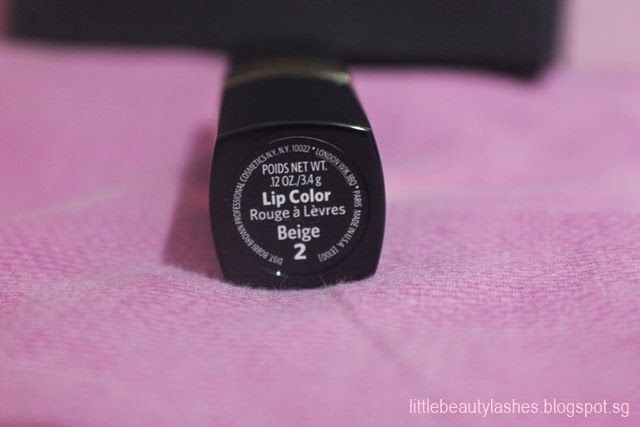 DIST. BOBBI BROWN PROFESSIONAL COSMETICS N.Y., N.Y. 10022 * LONDON W1K 3BQ * PARIS MADE IN U.S.A.
POIDS NET WT.
.12 OZ./3.4 g
Lip Color
Rouge à Lèvres
Beige
2
littlebeautylashes.blogspot.sg